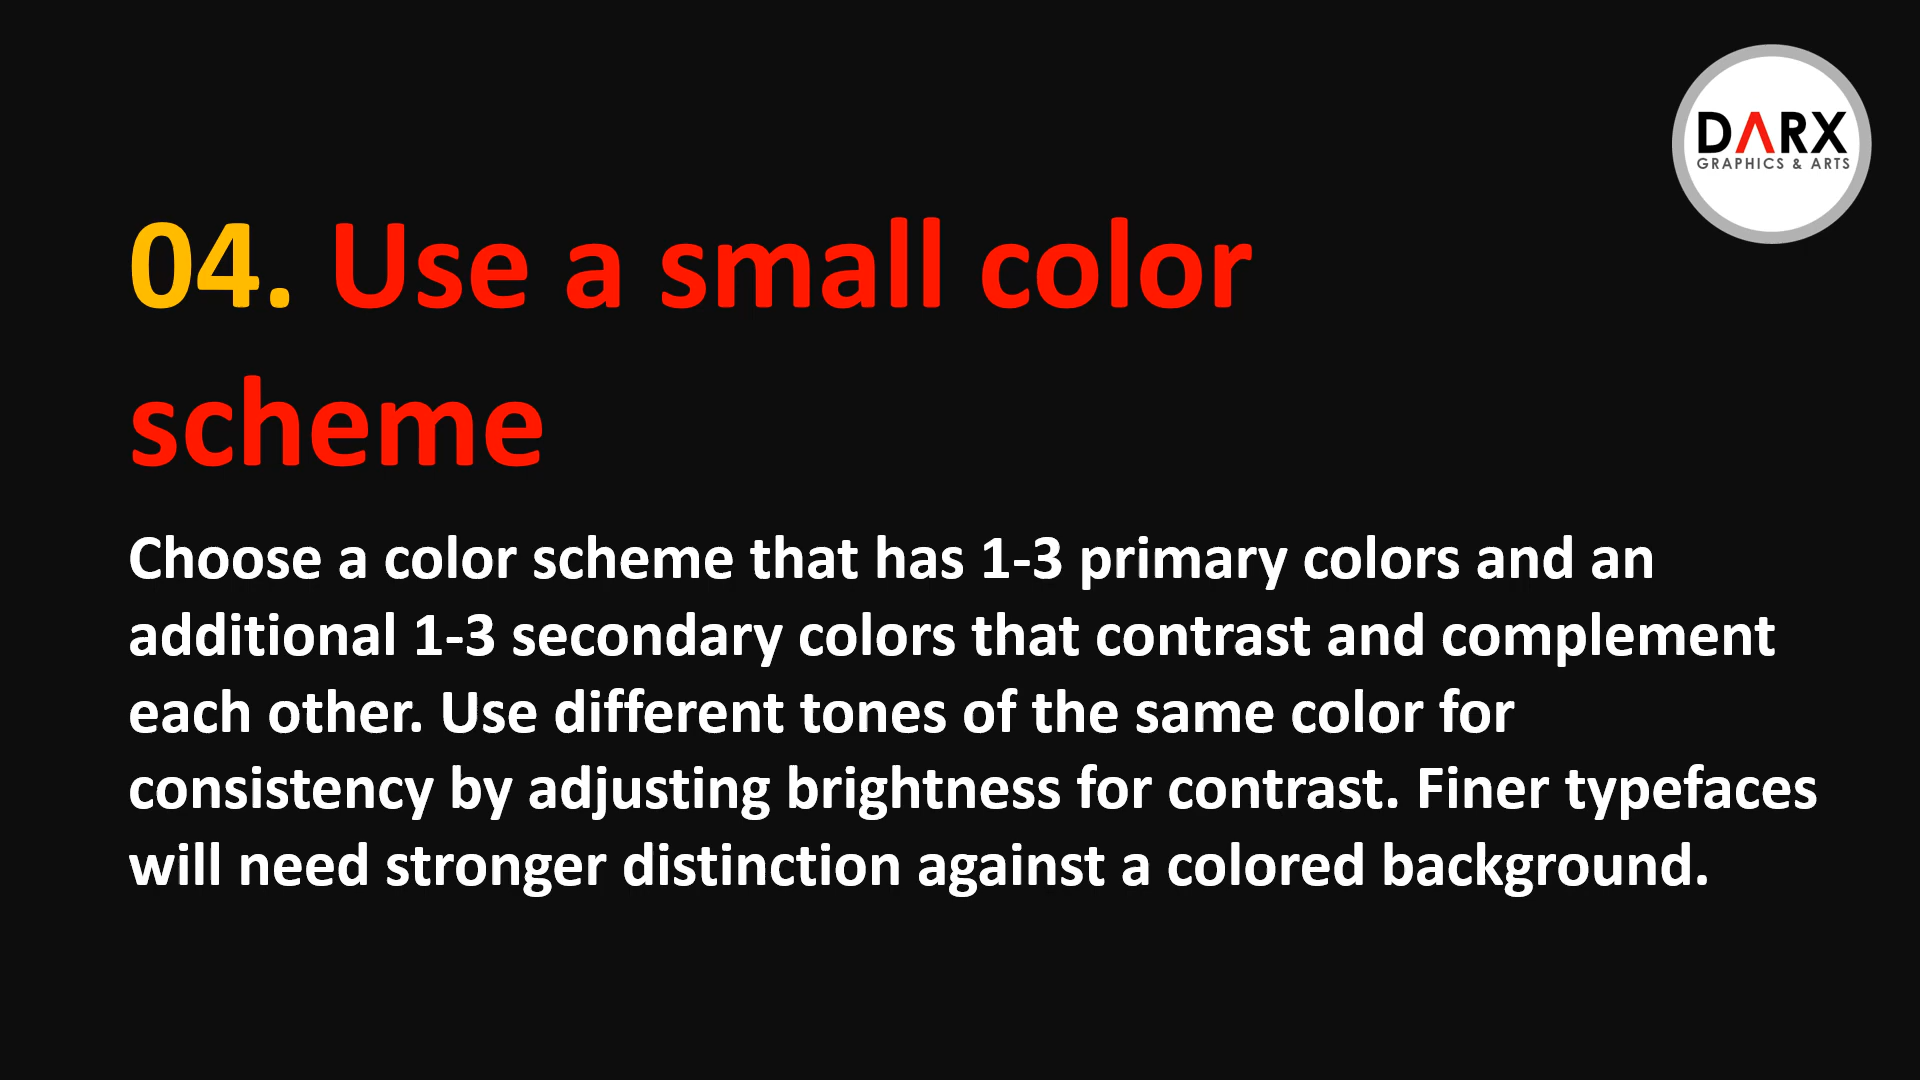 DARX
GRAPHICS & ARTS
04. Use a small color
scheme
Choose a color scheme that has 1-3 primary colors and an
additional 1-3 secondary colors that contrast and complement
each other. Use different tones of the same color for
consistency by adjusting brightness for contrast. Finer typefaces
will need stronger distinction against a colored background.